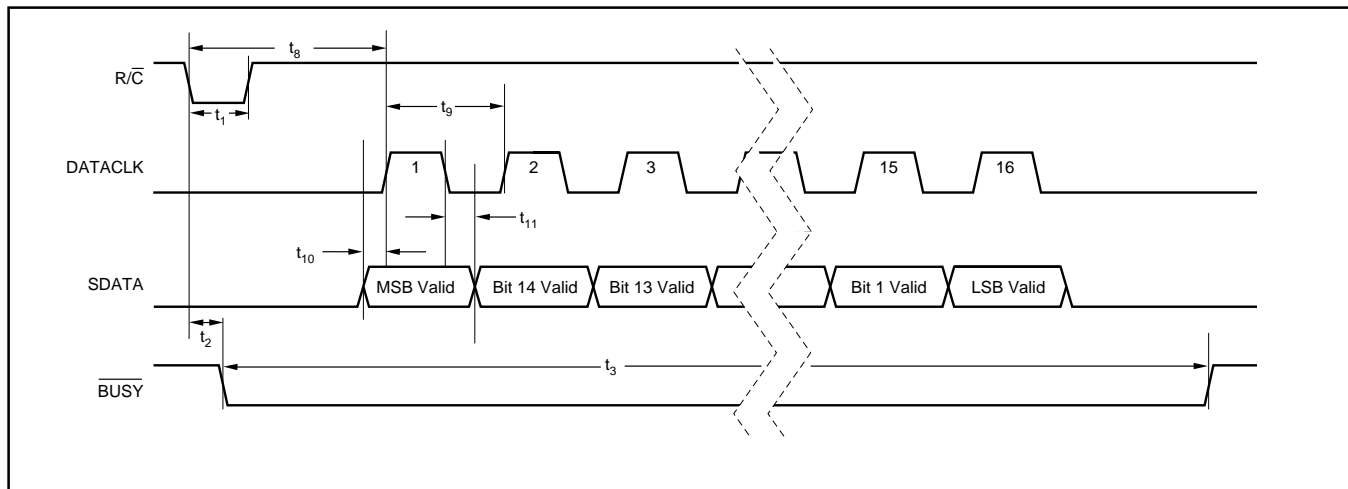 t8
R/C̅
t1
t9
DATACLK
1
2
3
15
16
t11
t10
SDATA
MSB Valid
Bit 14 Valid
Bit 13 Valid
Bit 1 Valid
LSB Valid
t2
t3
B̅U̅S̅Y̅